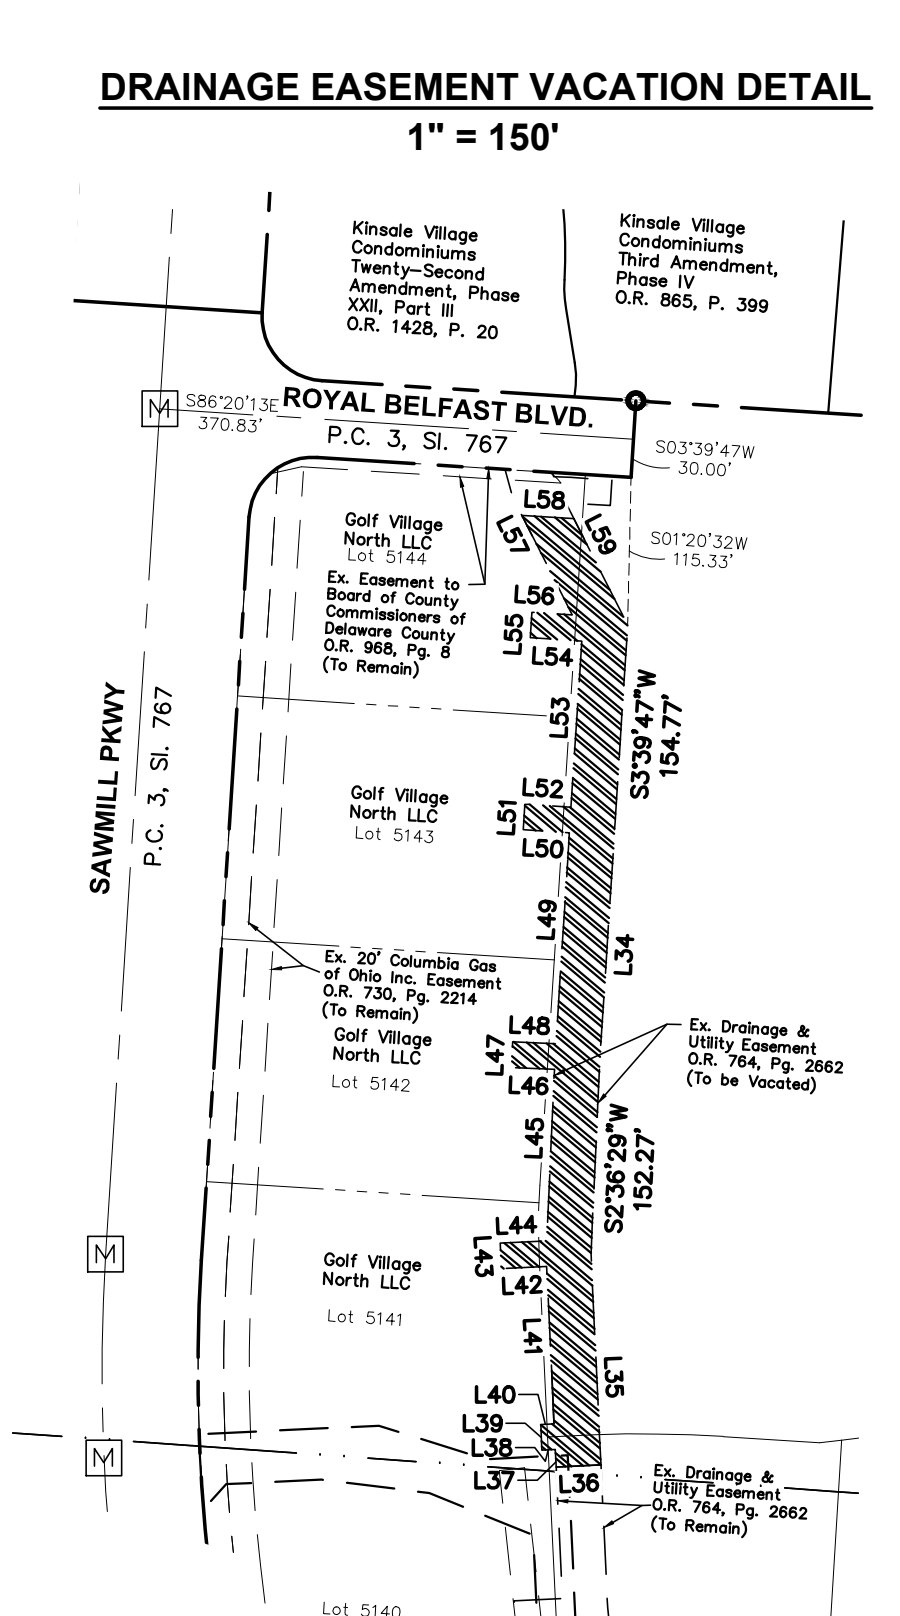 DRAINAGE EASEMENT VACATION DETAIL
1" = 150'
Kinsale Village
Condominiums
Twenty-Second
Amendment, Phase
XXII, Part III
O.R. 1428, P. 20
Kinsale Village
Condominiums
Third Amendment,
Phase IV
O.R. 865, P. 399
M
S86°20'13E
370.83'
ROYAL BELFAST BLVD.
P.C. 3, Sl. 767
S03°39'47W
30.00'
S01°20'32W
115.33'
L58
L57
L59
Golf Village
North LLC
Lot 5144
Ex. Easement to
Board of County
Commissioners of
Delaware County
O.R. 968, Pg. 8
(To Remain)
L56
L55
L54
L53
S3°39'47"W
154.77'
SAWMILL PKWY
P.C. 3, Sl. 767
Golf Village
North LLC
Lot 5143
L52
L51
L50
L49
L34
Ex. 20' Columbia Gas
of Ohio Inc. Easement
O.R. 730, Pg. 2214
(To Remain)
Golf Village
North LLC
Lot 5142
L48
L47
L46
L45
Ex. Drainage &
Utility Easement
O.R. 764, Pg. 2662
(To be Vacated)
S2°36'29"W
152.27'
M
L44
L43
L42
L41
Golf Village
North LLC
Lot 5141
L35
L40
L39
L38
L37
L36
M
Ex. Drainage &
Utility Easement
O.R. 764, Pg. 2662
(To Remain)
Lot 5140